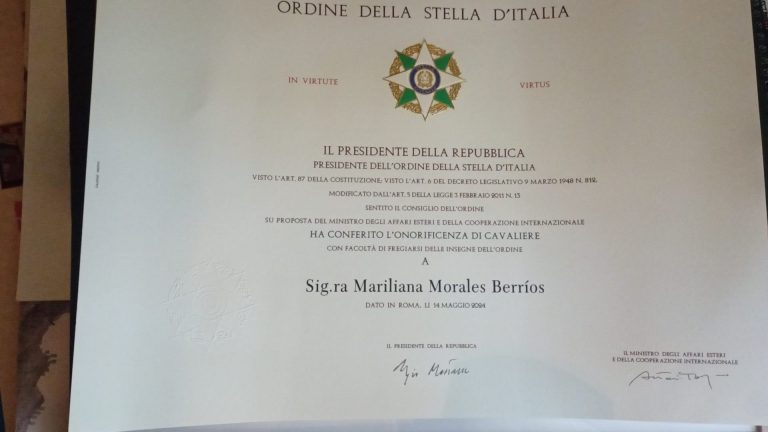 ORDINE DELLA STELLA D'ITALIA
IN VIRTUTE VIRTUS
IL PRESIDENTE DELLA REPUBBLICA
PRESIDENTE DELL'ORDINE DELLA STELLA D'ITALIA
VISTO L'ART. 87 DELLA COSTITUZIONE; VISTO L'ART. 6 DEL DECRETO LEGISLATIVO 9 MARZO 1948 N. 812,
MODIFICATO DALL'ART. 5 DELLA LEGGE 3 FEBBRAIO 2011 N. 13
SENTITO IL CONSIGLIO DELL'ORDINE
SU PROPOSTA DEL MINISTRO DEGLI AFFARI ESTERI E DELLA COOPERAZIONE INTERNAZIONALE
HA CONFERITO L'ONORIFICENZA DI CAVALIERE
CON FACOLTÀ DI FREGIARSI DELLE INSEGNE DELL'ORDINE
A
Sig.ra Mariliana Morales Berríos
DATO IN ROMA, LÌ 14 MAGGIO 2024
IL PRESIDENTE DELLA REPUBBLICA
IL MINISTRO DEGLI AFFARI ESTERI
E DELLA COOPERAZIONE INTERNAZIONALE